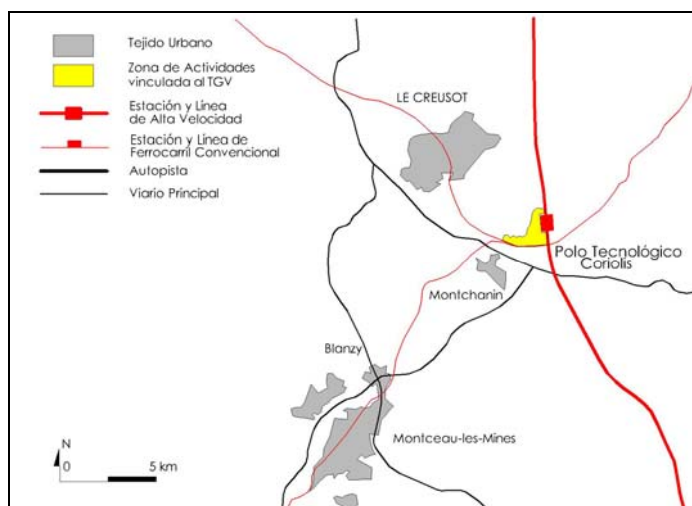 Tejido Urbano
Zona de Actividades
vinculada al TGV
Estación y Línea
de Alta Velocidad
Estación y Línea de
Ferrocarril Convencional
Autopista
Viario Principal
LE CREUSOT
Polo Tecnológico
Coriolis
Montchanin
Blanzy
Montceau-les-Mines
N
0 5 km